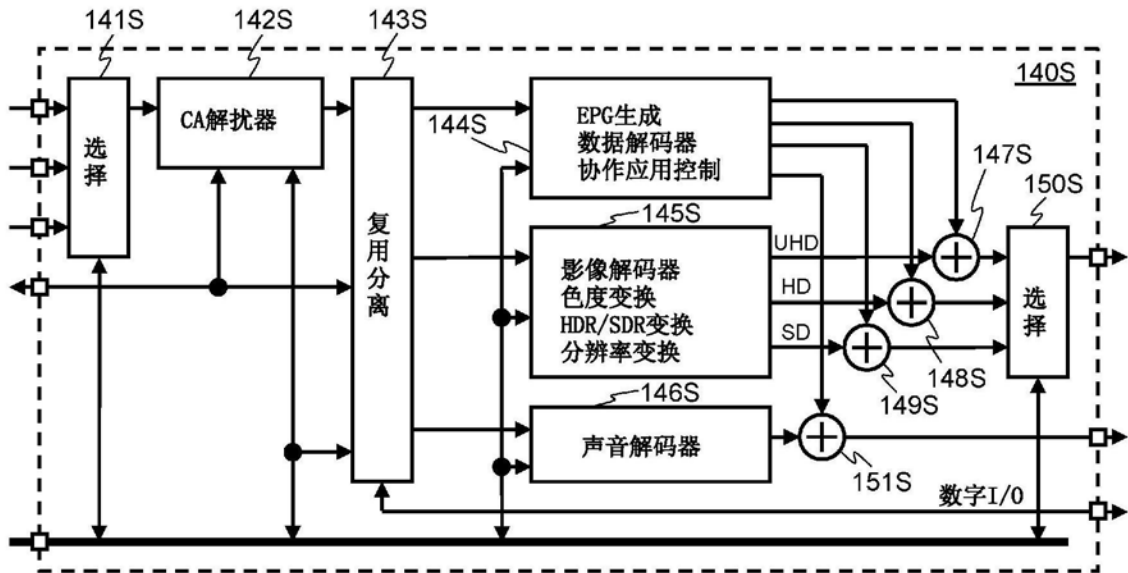 141S
142S
143S
140S
选择
CA解扰器
复用分离
144S
EPG生成
数据解码器
协作应用控制
147S
150S
145S
影像解码器
色度变换
HDR/SDR变换
分辨率变换
UHD
HD
SD
选择
148S
149S
146S
声音解码器
151S
数字I/O